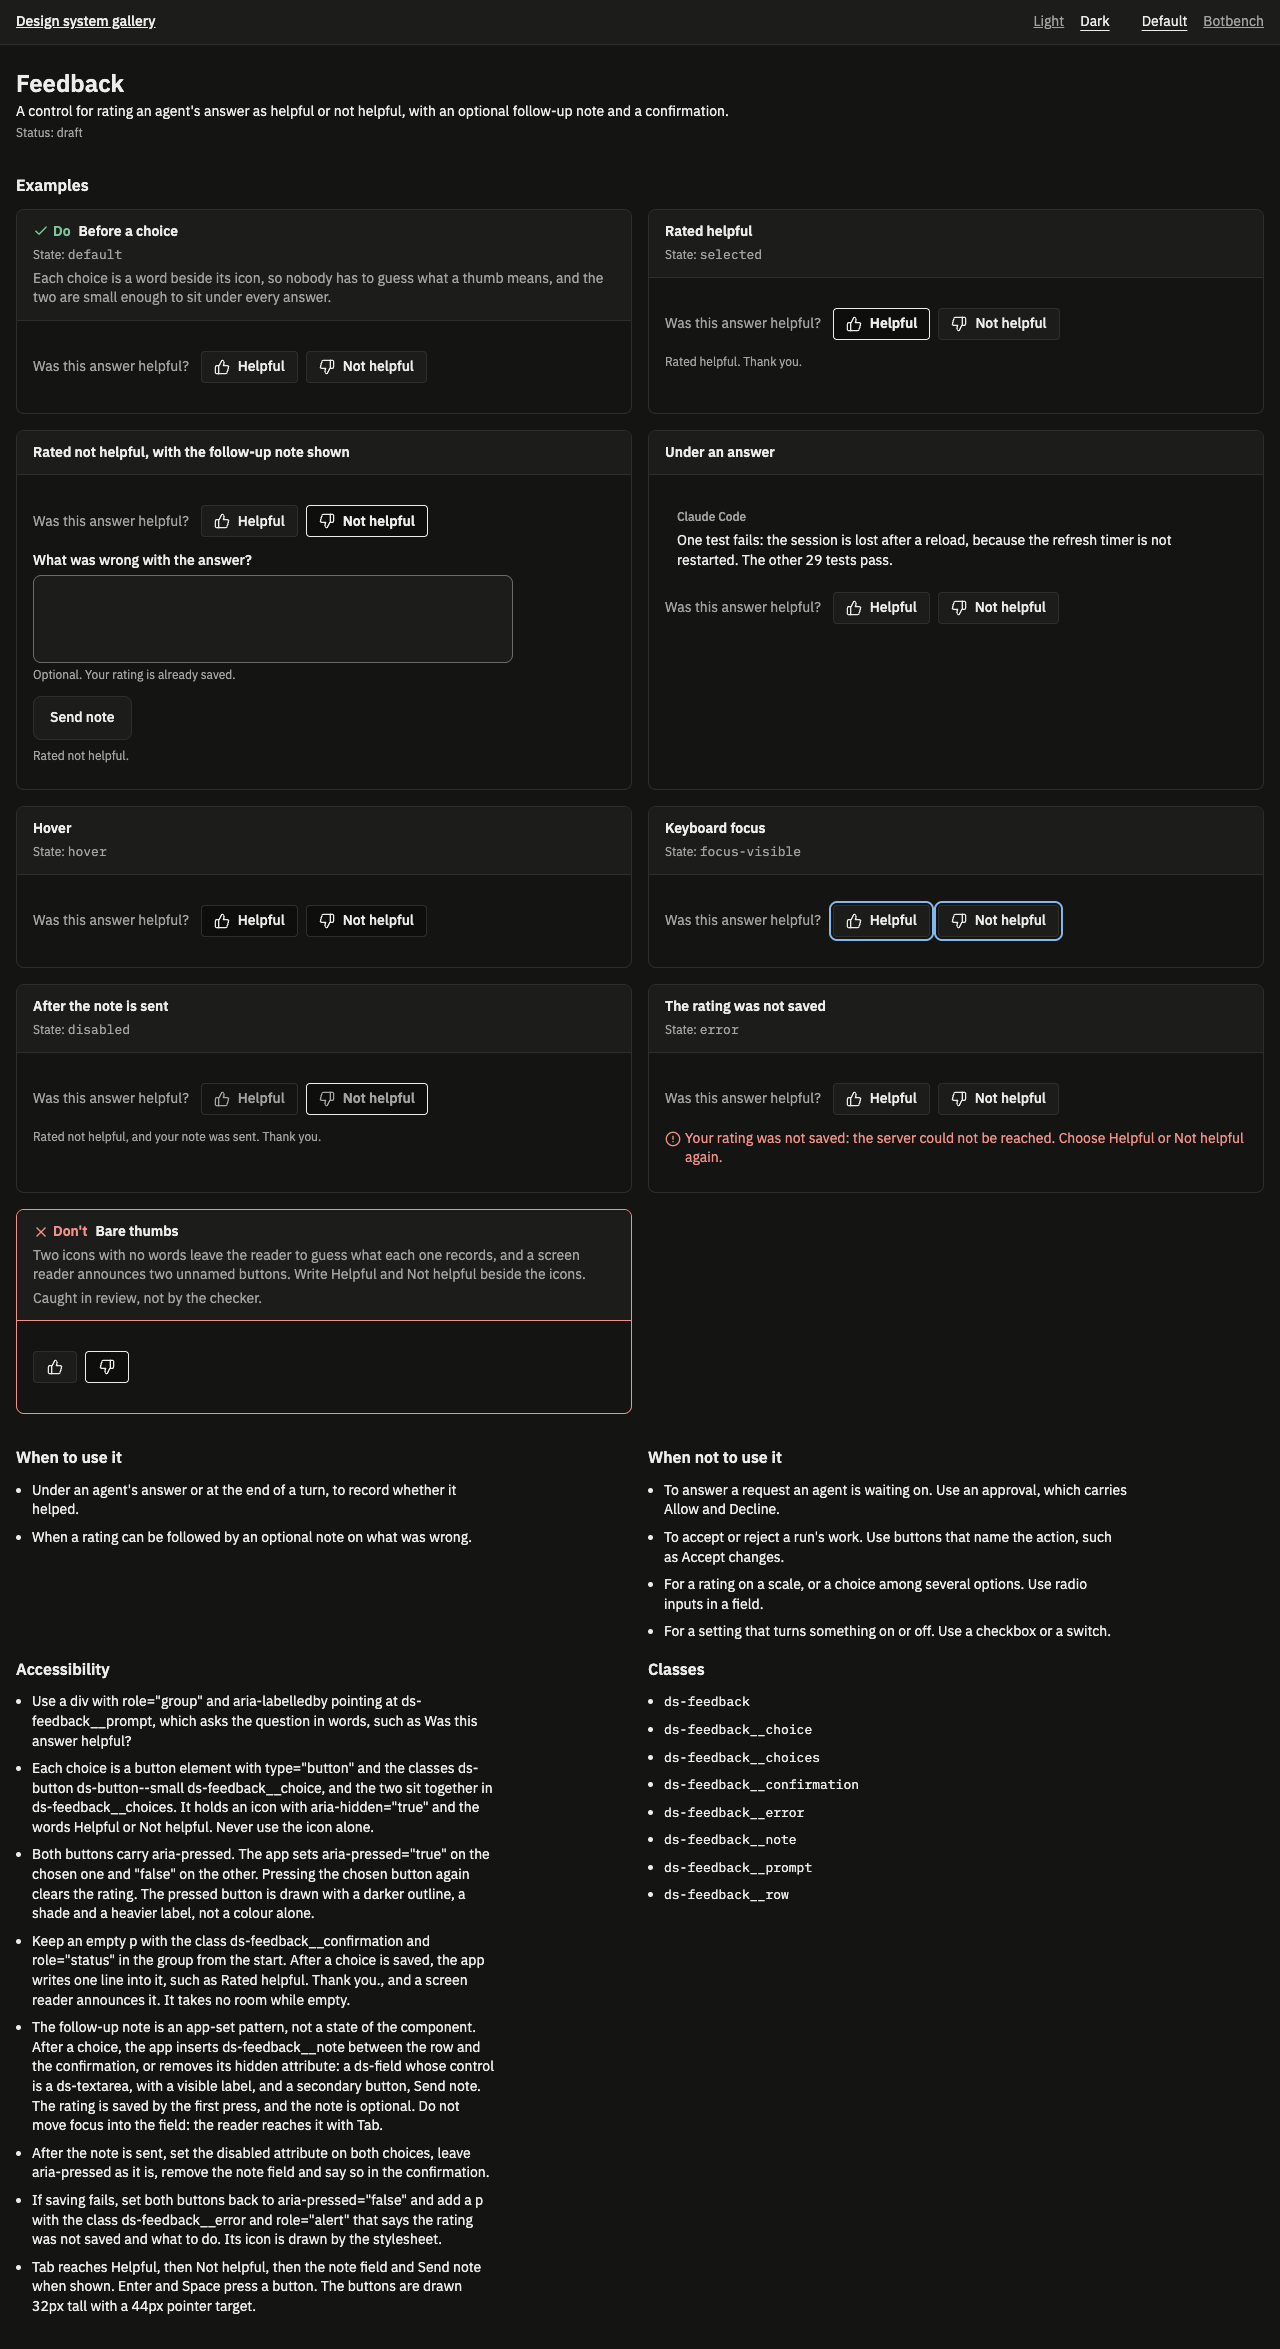 Design system gallery
Light Dark Default Botbench
Feedback
A control for rating an agent's answer as helpful or not helpful, with an optional follow-up note and a confirmation.
Status: draft
Examples
Do Before a choice
State: default
Each choice is a word beside its icon, so nobody has to guess what a thumb means, and the
two are small enough to sit under every answer.
Was this answer helpful? Helpful Not helpful
Rated helpful
State: selected
Was this answer helpful? Helpful Not helpful
Rated helpful. Thank you.
Rated not helpful, with the follow-up note shown
Was this answer helpful? Helpful Not helpful
What was wrong with the answer?
Optional. Your rating is already saved.
Send note
Rated not helpful.
Under an answer
Claude Code
One test fails: the session is lost after a reload, because the refresh timer is not
restarted. The other 29 tests pass.
Was this answer helpful? Helpful Not helpful
Hover
State: hover
Was this answer helpful? Helpful Not helpful
Keyboard focus
State: focus-visible
Was this answer helpful? Helpful Not helpful
After the note is sent
State: disabled
Was this answer helpful? Helpful Not helpful
Rated not helpful, and your note was sent. Thank you.
The rating was not saved
State: error
Was this answer helpful? Helpful Not helpful
Your rating was not saved: the server could not be reached. Choose Helpful or Not helpful
again.
Don't Bare thumbs
Two icons with no words leave the reader to guess what each one records, and a screen
reader announces two unnamed buttons. Write Helpful and Not helpful beside the icons.
Caught in review, not by the checker.
When to use it
Under an agent's answer or at the end of a turn, to record whether it
helped.
When a rating can be followed by an optional note on what was wrong.
When not to use it
To answer a request an agent is waiting on. Use an approval, which carries
Allow and Decline.
To accept or reject a run's work. Use buttons that name the action, such
as Accept changes.
For a rating on a scale, or a choice among several options. Use radio
inputs in a field.
For a setting that turns something on or off. Use a checkbox or a switch.
Accessibility
Use a div with role="group" and aria-labelledby pointing at ds-
feedback__prompt, which asks the question in words, such as Was this
answer helpful?
Each choice is a button element with type="button" and the classes ds-
button ds-button--small ds-feedback__choice, and the two sit together in
ds-feedback__choices. It holds an icon with aria-hidden="true" and the
words Helpful or Not helpful. Never use the icon alone.
Both buttons carry aria-pressed. The app sets aria-pressed="true" on the
chosen one and "false" on the other. Pressing the chosen button again
clears the rating. The pressed button is drawn with a darker outline, a
shade and a heavier label, not a colour alone.
Keep an empty p with the class ds-feedback__confirmation and
role="status" in the group from the start. After a choice is saved, the app
writes one line into it, such as Rated helpful. Thank you., and a screen
reader announces it. It takes no room while empty.
The follow-up note is an app-set pattern, not a state of the component.
After a choice, the app inserts ds-feedback__note between the row and
the confirmation, or removes its hidden attribute: a ds-field whose control
is a ds-textarea, with a visible label, and a secondary button, Send note.
The rating is saved by the first press, and the note is optional. Do not
move focus into the field: the reader reaches it with Tab.
After the note is sent, set the disabled attribute on both choices, leave
aria-pressed as it is, remove the note field and say so in the confirmation.
If saving fails, set both buttons back to aria-pressed="false" and add a p
with the class ds-feedback__error and role="alert" that says the rating
was not saved and what to do. Its icon is drawn by the stylesheet.
Tab reaches Helpful, then Not helpful, then the note field and Send note
when shown. Enter and Space press a button. The buttons are drawn
32px tall with a 44px pointer target.
Classes
ds-feedback
ds-feedback__choice
ds-feedback__choices
ds-feedback__confirmation
ds-feedback__error
ds-feedback__note
ds-feedback__prompt
ds-feedback__row